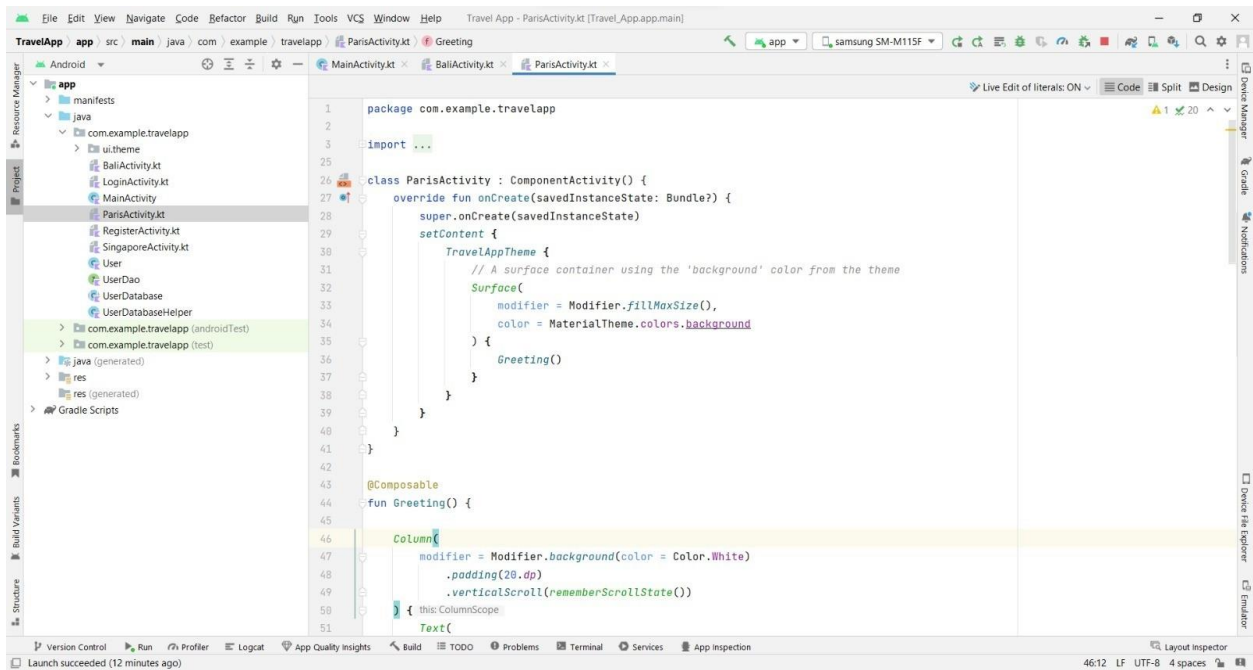 File Edit View Navigate Code Refactor Build Run Tools VCS Window Help Travel App - ParisActivity.kt [Travel_App.app.main]
TravelApp app src main java com example travelapp ParisActivity.kt Greeting app samsung SM-M115F
Android MainActivity.kt BaliActivity.kt ParisActivity.kt
Live Edit of literals: ON Code Split Design
Resource Manager
Project
Bookmarks
Build Variants
Structure
app
manifests
java
com.example.travelapp
ui.theme
BaliActivity.kt
LoginActivity.kt
MainActivity
ParisActivity.kt
RegisterActivity.kt
SingaporeActivity.kt
User
UserDao
UserDatabase
UserDatabaseHelper
com.example.travelapp (androidTest)
com.example.travelapp (test)
java (generated)
res
res (generated)
Gradle Scripts
1 package com.example.travelapp
2
3 import ...
25
26 class ParisActivity : ComponentActivity() {
27 override fun onCreate(savedInstanceState: Bundle?) {
28 super.onCreate(savedInstanceState)
29 setContent {
30 TravelAppTheme {
31 // A surface container using the 'background' color from the theme
32 Surface(
33 modifier = Modifier.fillMaxSize(),
34 color = MaterialTheme.colors.background
35 ) {
36 Greeting()
37 }
38 }
39 }
40 }
41 }
42
43 @Composable
44 fun Greeting() {
45
46 Column(
47 modifier = Modifier.background(color = Color.White)
48 .padding(20.dp)
49 .verticalScroll(rememberScrollState())
50 ) { this: ColumnScope
51 Text(
1 20
Device Manager
Gradle
Notifications
Device File Explorer
Emulator
Version Control Run Profiler Logcat App Quality Insights Build TODO Problems Terminal Services App Inspection Layout Inspector
Launch succeeded (12 minutes ago) 46:12 LF UTF-8 4 spaces